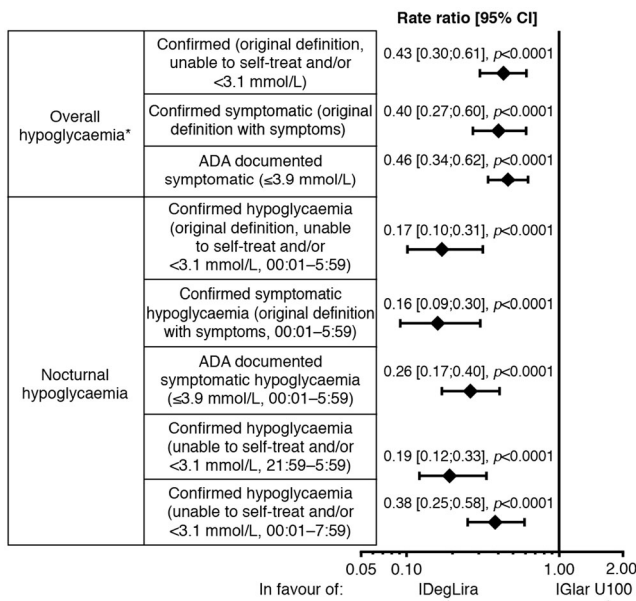 Rate ratio [95% CI]
Overall
hypoglycaemia*
Confirmed (original definition,
unable to self-treat and/or
<3.1 mmol/L)
0.43 [0.30;0.61], p<0.0001
Confirmed symptomatic (original
definition with symptoms)
0.40 [0.27;0.60], p<0.0001
ADA documented
symptomatic (≤3.9 mmol/L)
0.46 [0.34;0.62], p<0.0001
Nocturnal
hypoglycaemia
Confirmed hypoglycaemia
(original definition, unable
to self-treat and/or
<3.1 mmol/L, 00:01–5:59)
0.17 [0.10;0.31], p<0.0001
Confirmed symptomatic
hypoglycaemia (original definition
with symptoms, 00:01–5:59)
0.16 [0.09;0.30], p<0.0001
ADA documented
symptomatic hypoglycaemia
(≤3.9 mmol/L, 00:01–5:59)
0.26 [0.17;0.40], p<0.0001
Confirmed hypoglycaemia
(unable to self-treat and/or
<3.1 mmol/L, 21:59–5:59)
0.19 [0.12;0.33], p<0.0001
Confirmed hypoglycaemia
(unable to self-treat and/or
<3.1 mmol/L, 00:01–7:59)
0.38 [0.25;0.58], p<0.0001
0.05 0.10 1.00 2.00
In favour of: IDegLira IGlar U100